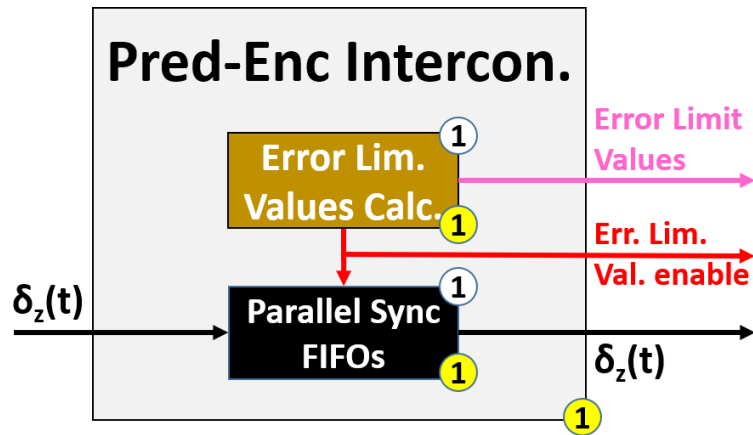 Pred-Enc Intercon.
1
Error Lim.
Values Calc.
1
Error Limit
Values
Err. Lim.
Val. enable
1
δz(t)
Parallel Sync
FIFOs
1
δz(t)
1